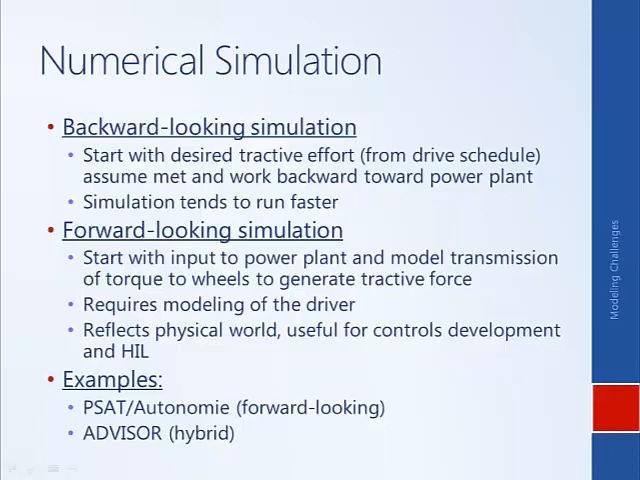 Numerical Simulation
• Backward-looking simulation
• Start with desired tractive effort (from drive schedule)
assume met and work backward toward power plant
• Simulation tends to run faster
• Forward-looking simulation
• Start with input to power plant and model transmission
of torque to wheels to generate tractive force
• Requires modeling of the driver
• Reflects physical world, useful for controls development
and HIL
• Examples:
• PSAT/Autonomie (forward-looking)
• ADVISOR (hybrid)
Modeling Challenges